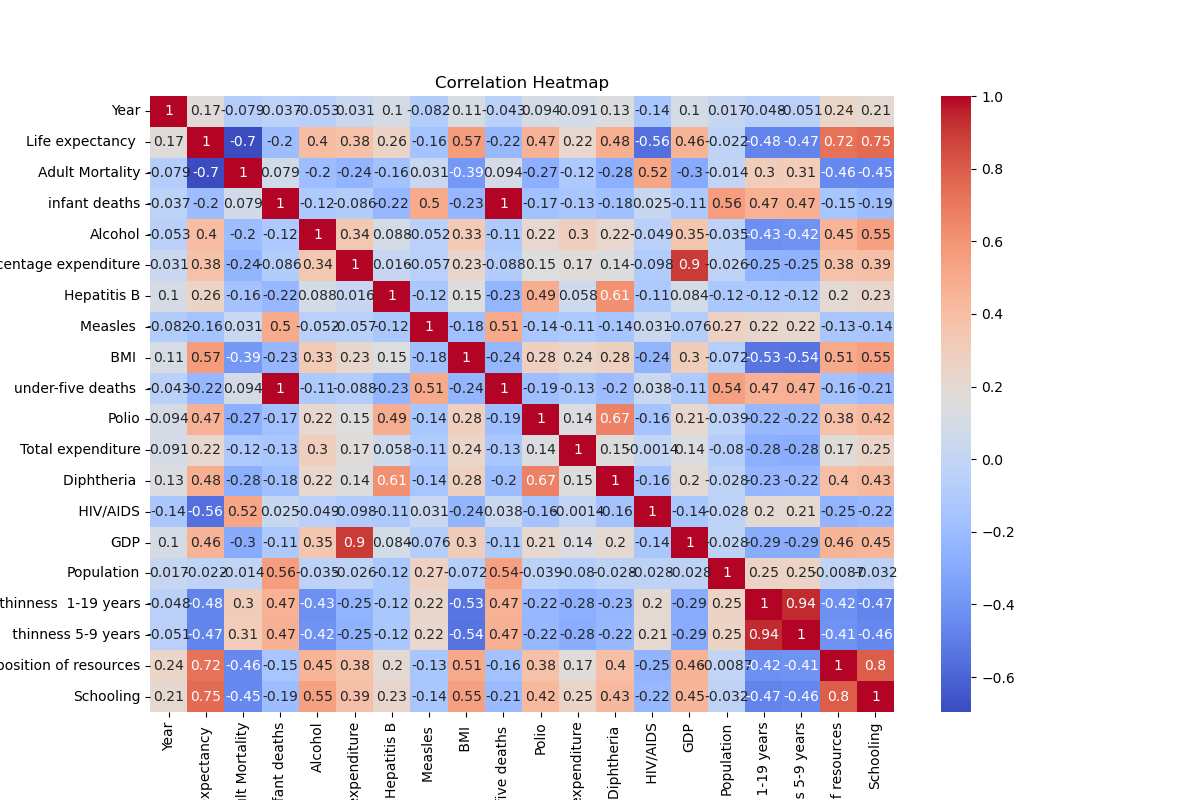 Correlation Heatmap
Year 1 0.17 -0.079 -0.037 -0.053 0.031 0.1 -0.082 0.11 -0.043 0.094 0.091 0.13 -0.14 0.1 0.017 -0.048 -0.051 0.24 0.21
Life expectancy 0.17 1 -0.7 -0.2 0.4 0.38 0.26 -0.16 0.57 -0.22 0.47 0.22 0.48 -0.56 0.46 -0.022 -0.48 -0.47 0.72 0.75
Adult Mortality -0.079 -0.7 1 0.079 -0.2 -0.24 -0.16 0.031 -0.39 0.094 -0.27 -0.12 -0.28 0.52 -0.3 -0.014 0.3 0.31 -0.46 -0.45
infant deaths -0.037 -0.2 0.079 1 -0.12 -0.086 -0.22 0.5 -0.23 1 -0.17 -0.13 -0.18 0.025 -0.11 0.56 0.47 0.47 -0.15 -0.19
Alcohol -0.053 0.4 -0.2 -0.12 1 0.34 0.088 -0.052 0.33 -0.11 0.22 0.3 0.22 -0.049 0.35 -0.035 -0.43 -0.42 0.45 0.55
centage expenditure 0.031 0.38 -0.24 -0.086 0.34 1 0.016 -0.057 0.23 -0.088 0.15 0.17 0.14 -0.098 0.9 -0.026 -0.25 -0.25 0.38 0.39
Hepatitis B 0.1 0.26 -0.16 -0.22 0.088 0.016 1 -0.12 0.15 -0.23 0.49 0.058 0.61 -0.11 0.084 -0.12 -0.12 -0.12 0.2 0.23
Measles -0.082 -0.16 0.031 0.5 -0.052 -0.057 -0.12 1 -0.18 0.51 -0.14 -0.11 -0.14 0.031 -0.076 0.27 0.22 0.22 -0.13 -0.14
BMI 0.11 0.57 -0.39 -0.23 0.33 0.23 0.15 -0.18 1 -0.24 0.28 0.24 0.28 -0.24 0.3 -0.072 -0.53 -0.54 0.51 0.55
under-five deaths -0.043 -0.22 0.094 1 -0.11 -0.088 -0.23 0.51 -0.24 1 -0.19 -0.13 -0.2 0.038 -0.11 0.54 0.47 0.47 -0.16 -0.21
Polio 0.094 0.47 -0.27 -0.17 0.22 0.15 0.49 -0.14 0.28 -0.19 1 0.14 0.67 -0.16 0.21 -0.039 -0.22 -0.22 0.38 0.42
Total expenditure 0.091 0.22 -0.12 -0.13 0.3 0.17 0.058 -0.11 0.24 -0.13 0.14 1 0.15 -0.0014 0.14 -0.08 -0.28 -0.28 0.17 0.25
Diphtheria 0.13 0.48 -0.28 -0.18 0.22 0.14 0.61 -0.14 0.28 -0.2 0.67 0.15 1 -0.16 0.2 -0.028 -0.23 -0.22 0.4 0.43
HIV/AIDS -0.14 -0.56 0.52 0.025 -0.049 -0.098 -0.11 0.031 -0.24 0.038 -0.16 -0.0014 -0.16 1 -0.14 -0.028 0.2 0.21 -0.25 -0.22
GDP 0.1 0.46 -0.3 -0.11 0.35 0.9 0.084 -0.076 0.3 -0.11 0.21 0.14 0.2 -0.14 1 -0.028 -0.29 -0.29 0.46 0.45
Population 0.017 -0.022 -0.014 0.56 -0.035 -0.026 -0.12 0.27 -0.072 0.54 -0.039 -0.08 -0.028 -0.028 -0.028 1 0.25 0.25 -0.0087 -0.032
thinness  1-19 years -0.048 -0.48 0.3 0.47 -0.43 -0.25 -0.12 0.22 -0.53 0.47 -0.22 -0.28 -0.23 0.2 -0.29 0.25 1 0.94 -0.42 -0.47
thinness 5-9 years -0.051 -0.47 0.31 0.47 -0.42 -0.25 -0.12 0.22 -0.54 0.47 -0.22 -0.28 -0.22 0.21 -0.29 0.25 0.94 1 -0.41 -0.46
position of resources 0.24 0.72 -0.46 -0.15 0.45 0.38 0.2 -0.13 0.51 -0.16 0.38 0.17 0.4 -0.25 0.46 -0.0087 -0.42 -0.41 1 0.8
Schooling 0.21 0.75 -0.45 -0.19 0.55 0.39 0.23 -0.14 0.55 -0.21 0.42 0.25 0.43 -0.22 0.45 -0.032 -0.47 -0.46 0.8 1
Year
expectancy
ult Mortality
fant deaths
Alcohol
expenditure
Hepatitis B
Measles
BMI
ive deaths
Polio
expenditure
Diphtheria
HIV/AIDS
GDP
Population
1-19 years
s 5-9 years
f resources
Schooling
1.0
0.8
0.6
0.4
0.2
0.0
−0.2
−0.4
−0.6